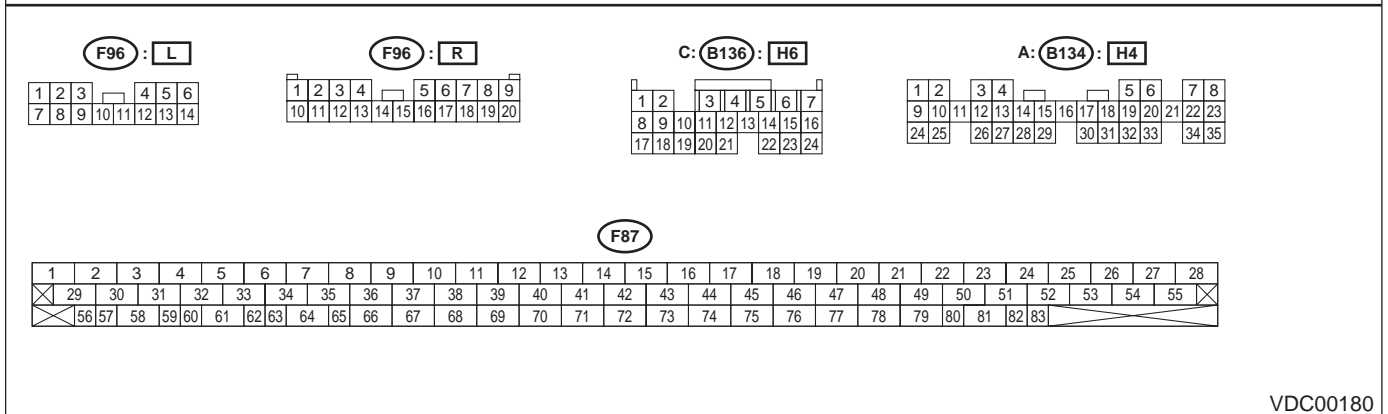 F96 : L
F96 : R
C: B136 : H6
A: B134 : H4
1 2 3 4 5 6
7 8 9 10 11 12 13 14
1 2 3 4 5 6 7 8 9
10 11 12 13 14 15 16 17 18 19 20
1 2 3 4 5 6 7
8 9 10 11 12 13 14 15 16
17 18 19 20 21 22 23 24
1 2 3 4 5 6 7 8
9 10 11 12 13 14 15 16 17 18 19 20 21 22 23
24 25 26 27 28 29 30 31 32 33 34 35
F87
1 2 3 4 5 6 7 8 9 10 11 12 13 14 15 16 17 18 19 20 21 22 23 24 25 26 27 28
29 30 31 32 33 34 35 36 37 38 39 40 41 42 43 44 45 46 47 48 49 50 51 52 53 54 55
56 57 58 59 60 61 62 63 64 65 66 67 68 69 70 71 72 73 74 75 76 77 78 79 80 81 82 83
VDC00180